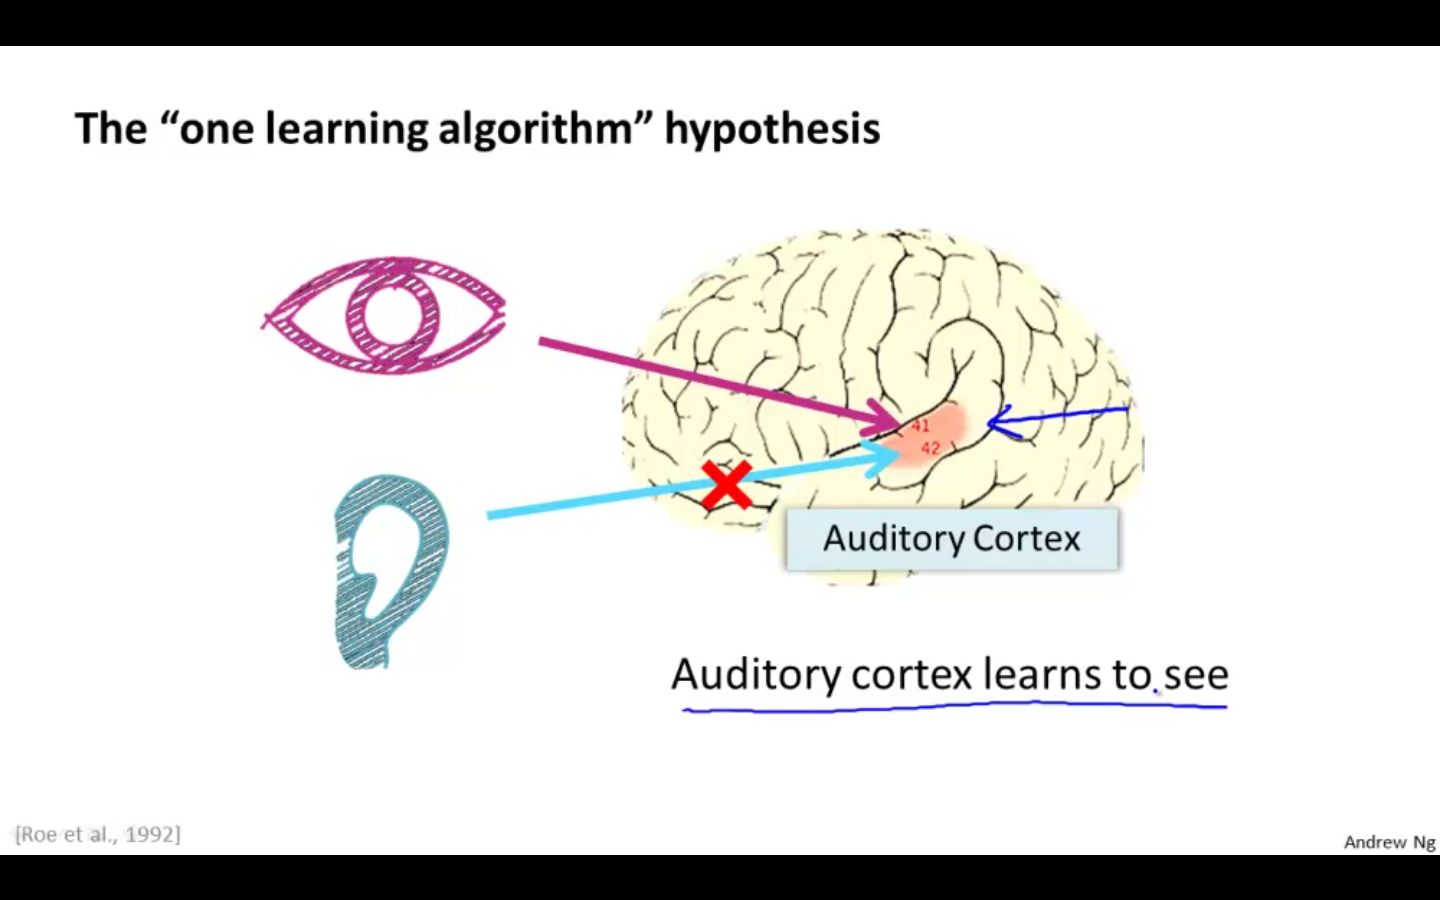 The “one learning algorithm” hypothesis
41
42
Auditory Cortex
Auditory cortex learns to see
[Roe et al., 1992]
Andrew Ng